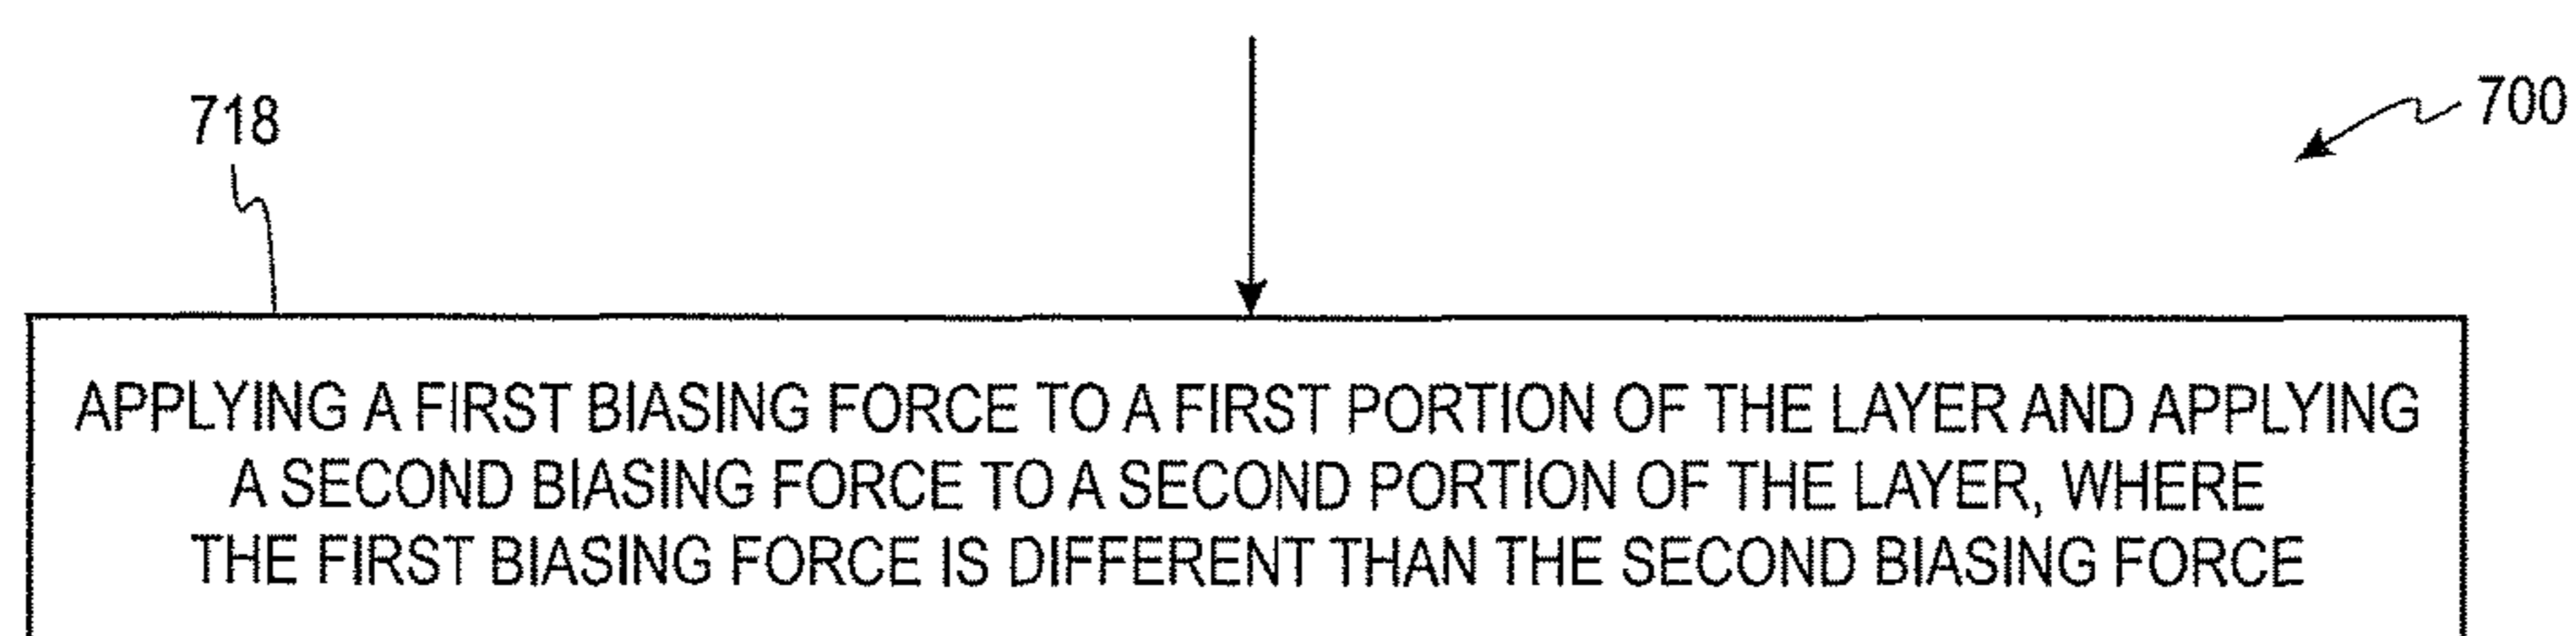 718
700
APPLYING A FIRST BIASING FORCE TO A FIRST PORTION OF THE LAYER AND APPLYING
A SECOND BIASING FORCE TO A SECOND PORTION OF THE LAYER, WHERE
THE FIRST BIASING FORCE IS DIFFERENT THAN THE SECOND BIASING FORCE